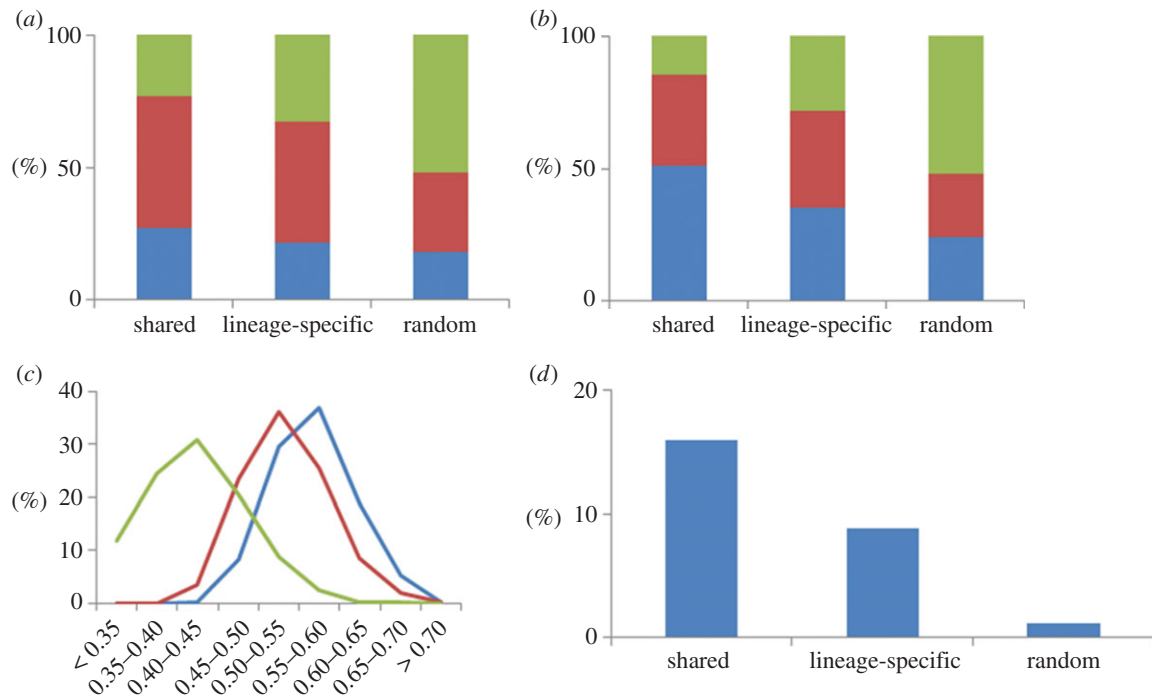 (a)
100
50
(%)
0
shared lineage-specific random
(b)
100
50
(%)
0
shared lineage-specific random
(c)
40
30
20
(%)
10
0
< 0.35 0.35–0.40 0.40–0.45 0.45–0.50 0.50–0.55 0.55–0.60 0.60–0.65 0.65–0.70 > 0.70
(d)
20
10
(%)
0
shared lineage-specific random